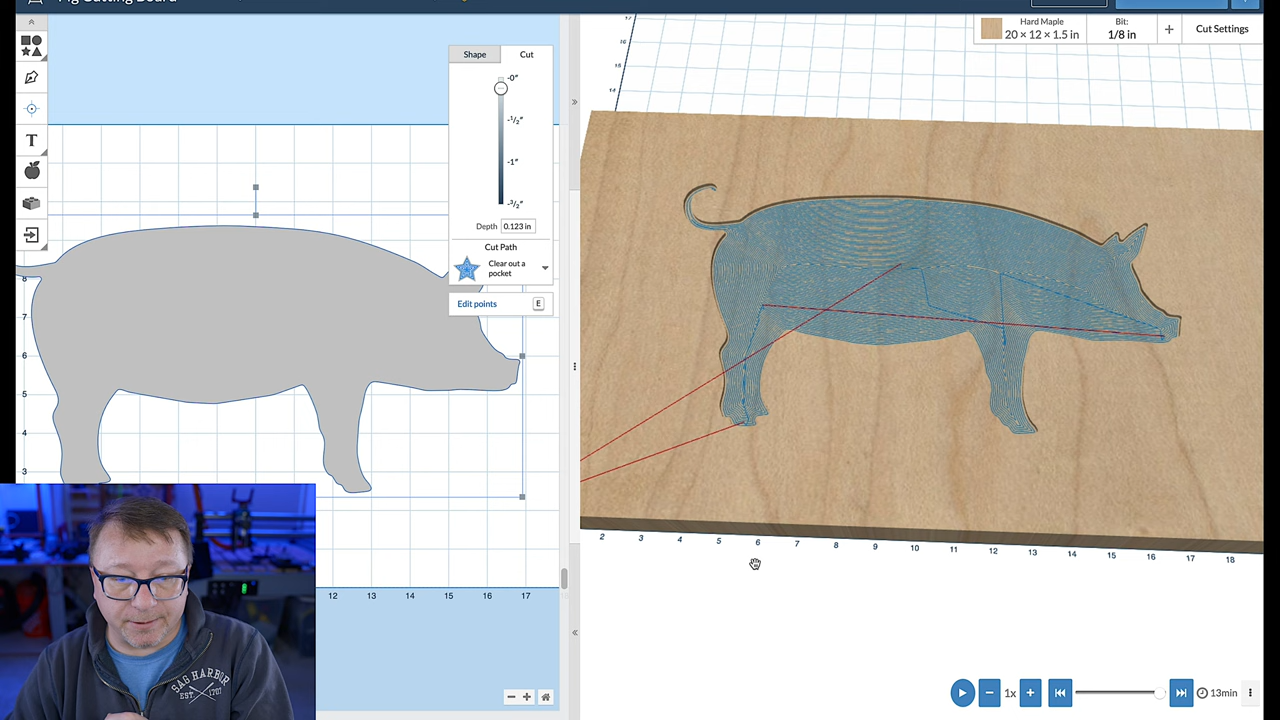 Pig Cutting Board
Shape
Cut
-0"
-1/2"
-1"
-3/2"
Depth
0.123 in
Cut Path
Clear out a
pocket
Edit points
E
T
8
7
6
5
4
3
12
13
14
15
16
17
18
Hard Maple
20 × 12 × 1.5 in
Bit:
1/8 in
Cut Settings
17
16
15
14
2
3
4
5
6
7
8
9
10
11
12
13
14
15
16
17
18
1x
13min
SAG HARBOR
EST. 1707